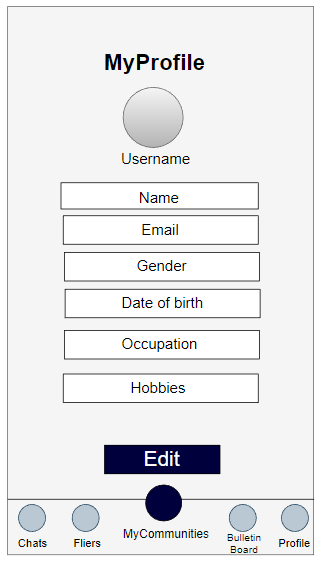 MyProfile
Username
Name
Email
Gender
Date of birth
Occupation
Hobbies
Edit
Chats
Fliers
MyCommunities
Bulletin
Board
Profile